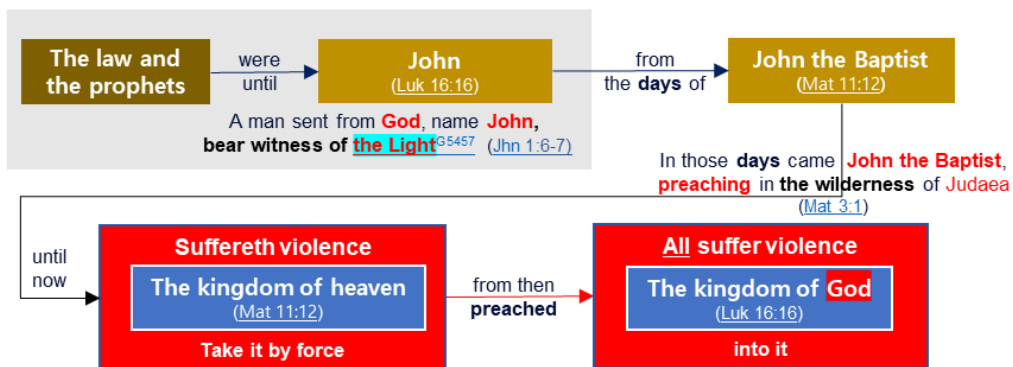 The law and
the prophets
were
until
John
(Luk 16:16)
from
the days of
John the Baptist
(Mat 11:12)
A man sent from God, name John,
bear witness of the LightG5457 (Jhn 1:6-7)
In those days came John the Baptist,
preaching in the wilderness of Judaea
(Mat 3:1)
until
now
Suffereth violence
The kingdom of heaven
(Mat 11:12)
Take it by force
from then
preached
All suffer violence
The kingdom of God
(Luk 16:16)
into it